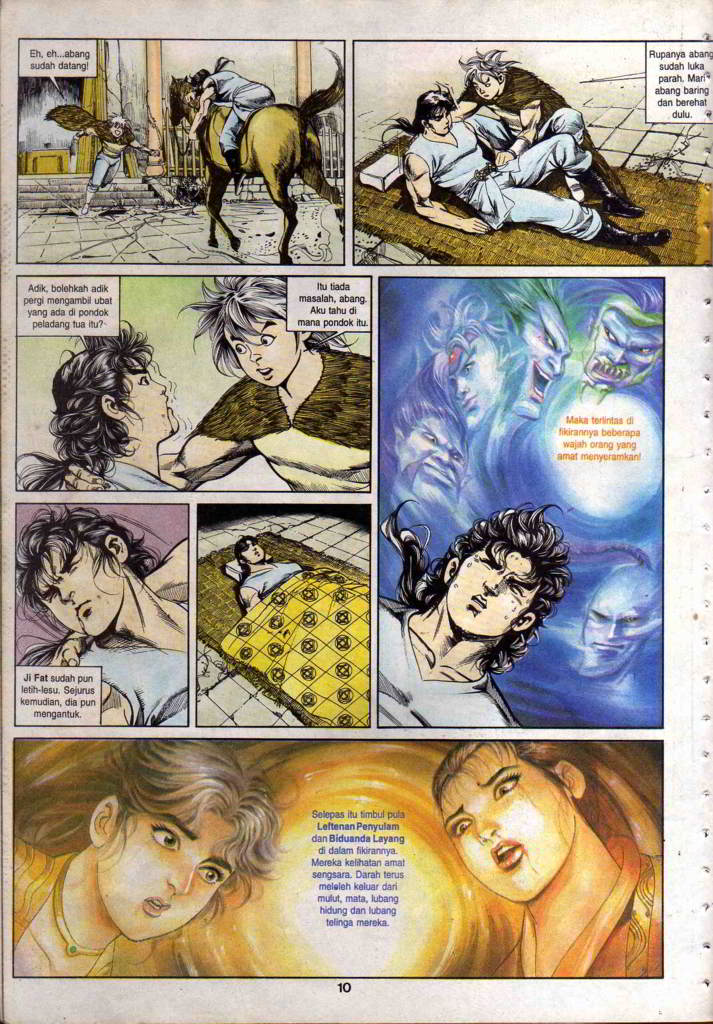 Eh, eh...abang
sudah datang!
Rupanya abang
sudah luka
parah. Mari
abang baring
dan berehat
dulu.
Adik, bolehkah adik
pergi mengambil ubat
yang ada di pondok
peladang tua itu?
Itu tiada
masalah, abang.
Aku tahu di
mana pondok itu.
Maka terlintas di
fikirannya beberapa
wajah orang yang
amat menyeramkan!
Ji Fat sudah pun
letih-lesu. Sejurus
kemudian, dia pun
mengantuk.
Selepas itu timbul pula
Leftenan Penyulam
dan Biduanda Layang
di dalam fikirannya.
Mereka kelihatan amat
sengsara. Darah terus
meleleh keluar dari
mulut, mata, lubang
hidung dan lubang
telinga mereka.
10